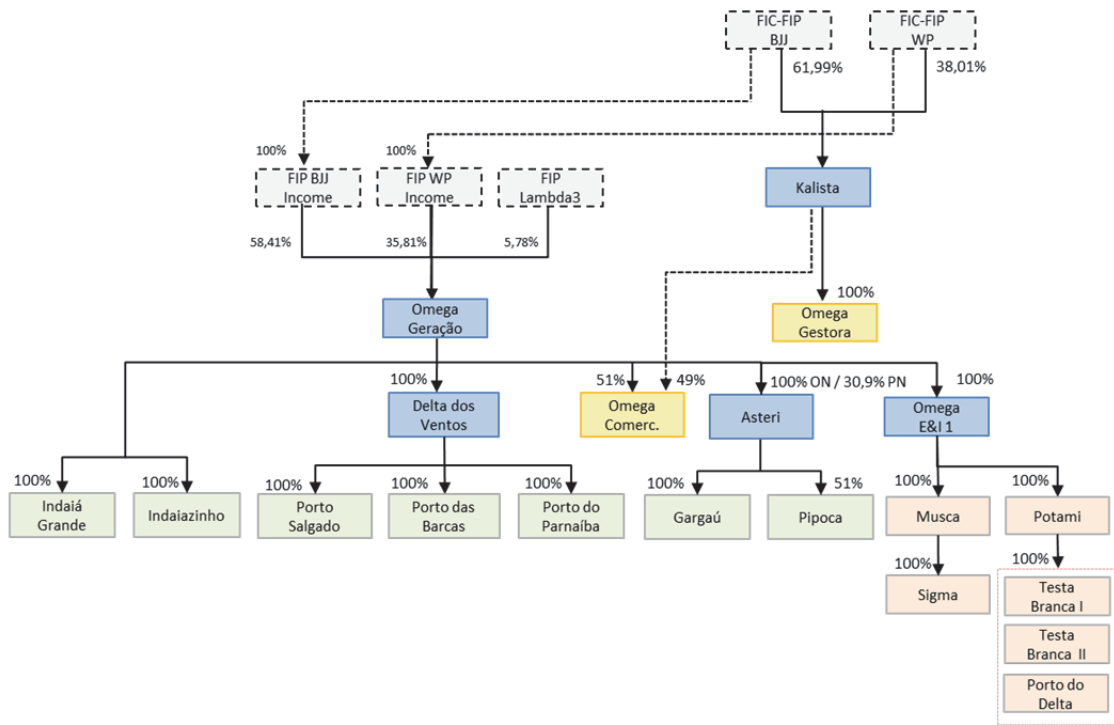 FIC-FIP
BJJ
FIC-FIP
WP
61,99%
38,01%
100%
100%
FIP BJJ
Income
FIP WP
Income
FIP
Lambda3
Kalista
58,41%
35,81%
5,78%
100%
Omega
Geração
Omega
Gestora
100%
51%
49%
100% ON / 30,9% PN
100%
Delta dos
Ventos
Omega
Comerc.
Asteri
Omega
E&I 1
100%
100%
100%
100%
100%
100%
51%
100%
100%
Indaiá
Grande
Indaiazinho
Porto
Salgado
Porto das
Barcas
Porto do
Parnaíba
Gargaú
Pipoca
Musca
Potami
100%
100%
Sigma
Testa
Branca I
Testa
Branca II
Porto do
Delta